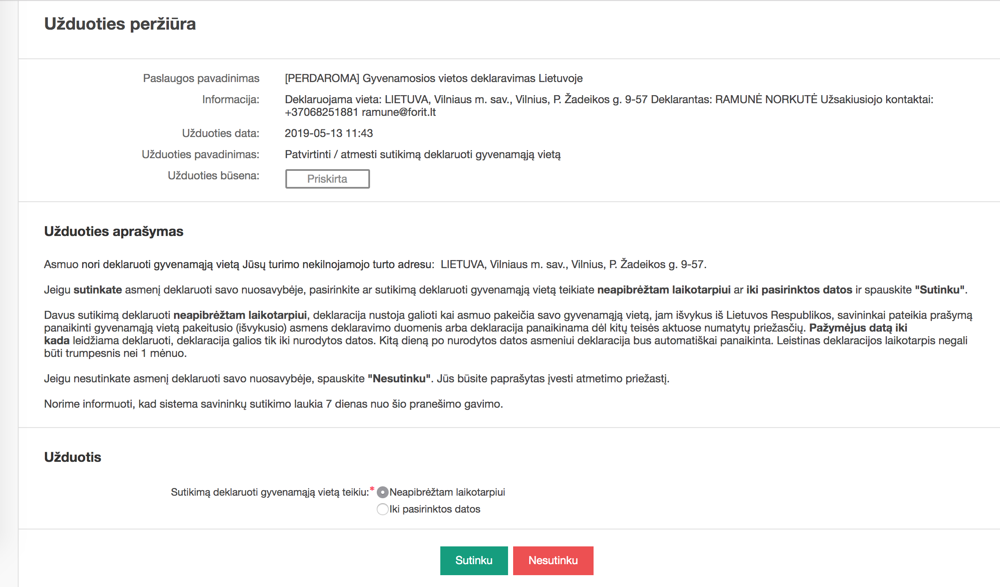 Užduoties peržiūra
Paslaugos pavadinimas [PERDAROMA] Gyvenamosios vietos deklaravimas Lietuvoje
Informacija: Deklaruojama vieta: LIETUVA, Vilniaus m. sav., Vilnius, P. Žadeikos g. 9-57 Deklarantas: RAMUNĖ NORKUTĖ Užsakiusiojo kontaktai:
+37068251881 ramune@forit.lt
Užduoties data: 2019-05-13 11:43
Užduoties pavadinimas: Patvirtinti / atmesti sutikimą deklaruoti gyvenamąją vietą
Užduoties būsena: Priskirta
Užduoties aprašymas
Asmuo nori deklaruoti gyvenamąją vietą Jūsų turimo nekilnojamojo turto adresu: LIETUVA, Vilniaus m. sav., Vilnius, P. Žadeikos g. 9-57.
Jeigu sutinkate asmenį deklaruoti savo nuosavybėje, pasirinkite ar sutikimą deklaruoti gyvenamąją vietą teikiate neapibrėžtam laikotarpiui ar iki pasirinktos datos ir spauskite "Sutinku".
Davus sutikimą deklaruoti neapibrėžtam laikotarpiui, deklaracija nustoja galioti kai asmuo pakeičia savo gyvenamąją vietą, jam išvykus iš Lietuvos Respublikos, savininkai pateikia prašymą
panaikinti gyvenamąją vietą pakeitusio (išvykusio) asmens deklaravimo duomenis arba deklaracija panaikinama dėl kitų teisės aktuose numatytų priežasčių. Pažymėjus datą iki
kada leidžiama deklaruoti, deklaracija galios tik iki nurodytos datos. Kitą dieną po nurodytos datos asmeniui deklaracija bus automatiškai panaikinta. Leistinas deklaracijos laikotarpis negali
būti trumpesnis nei 1 mėnuo.
Jeigu nesutinkate asmenį deklaruoti savo nuosavybėje, spauskite "Nesutinku". Jūs būsite paprašytas įvesti atmetimo priežastį.
Norime informuoti, kad sistema savininkų sutikimo laukia 7 dienas nuo šio pranešimo gavimo.
Užduotis
Sutikimą deklaruoti gyvenamąją vietą teikiu:* Neapibrėžtam laikotarpiui
Iki pasirinktos datos
Sutinku Nesutinku